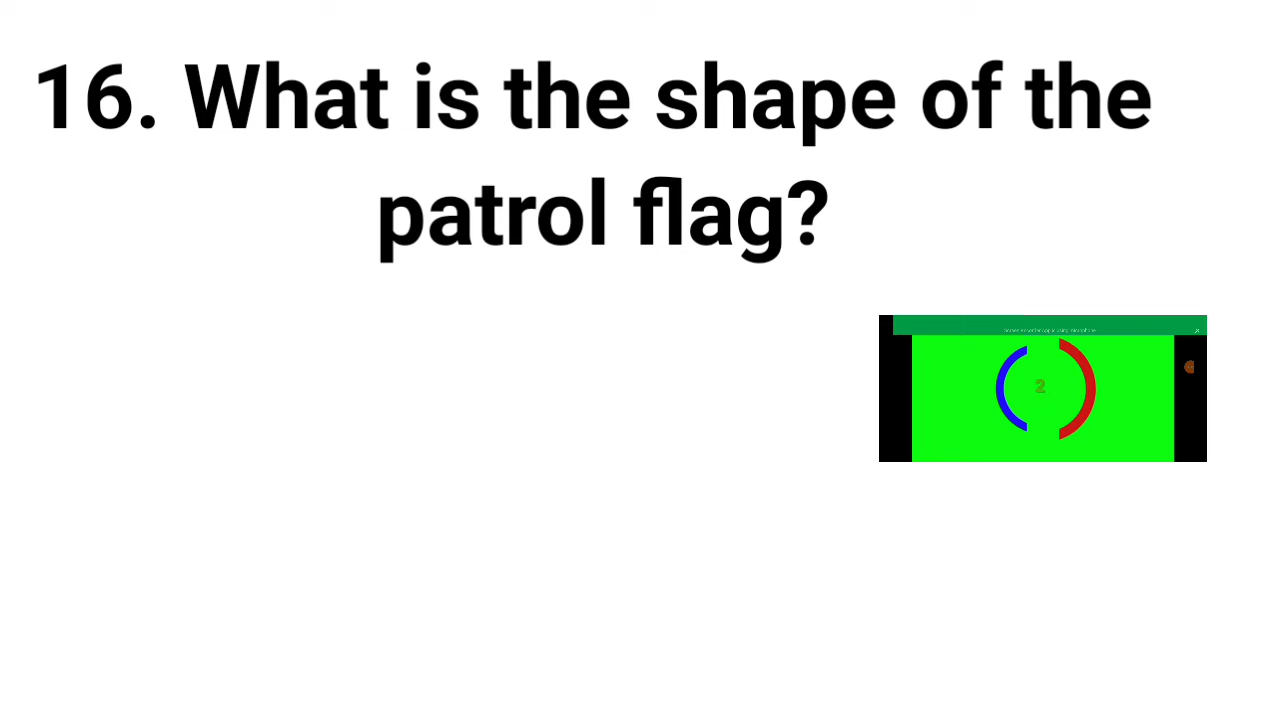 16. What is the shape of the
patrol flag?
2